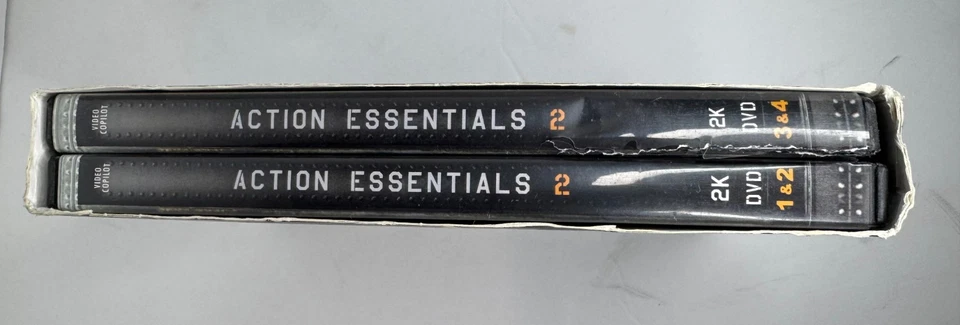 VIDEO
COPILOT
ACTION ESSENTIALS 2
2K
DVD
3&4
VIDEO
COPILOT
ACTION ESSENTIALS 2
2K
DVD
1&2